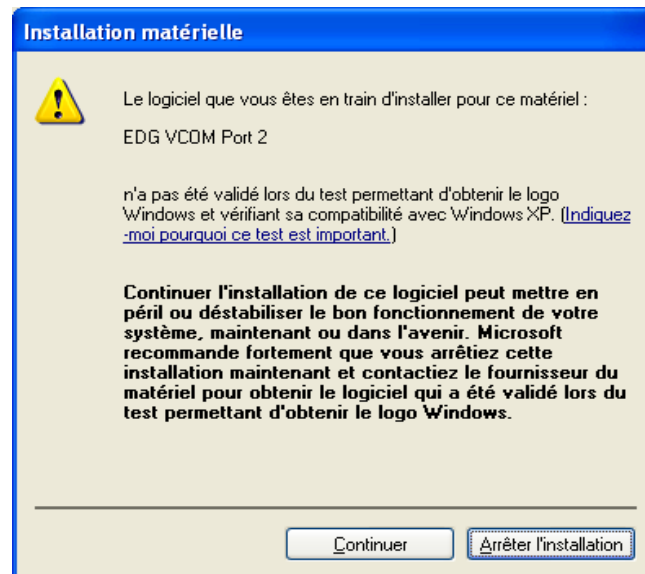 Installation matérielle
Le logiciel que vous êtes en train d'installer pour ce matériel :
EDG VCOM Port 2
n'a pas été validé lors du test permettant d'obtenir le logo
Windows et vérifiant sa compatibilité avec Windows XP. (Indiquez
-moi pourquoi ce test est important.)
Continuer l'installation de ce logiciel peut mettre en
péril ou déstabiliser le bon fonctionnement de votre
système, maintenant ou dans l'avenir. Microsoft
recommande fortement que vous arrêtiez cette
installation maintenant et contactiez le fournisseur du
matériel pour obtenir le logiciel qui a été validé lors du
test permettant d'obtenir le logo Windows.
Continuer
Arrêter l'installation